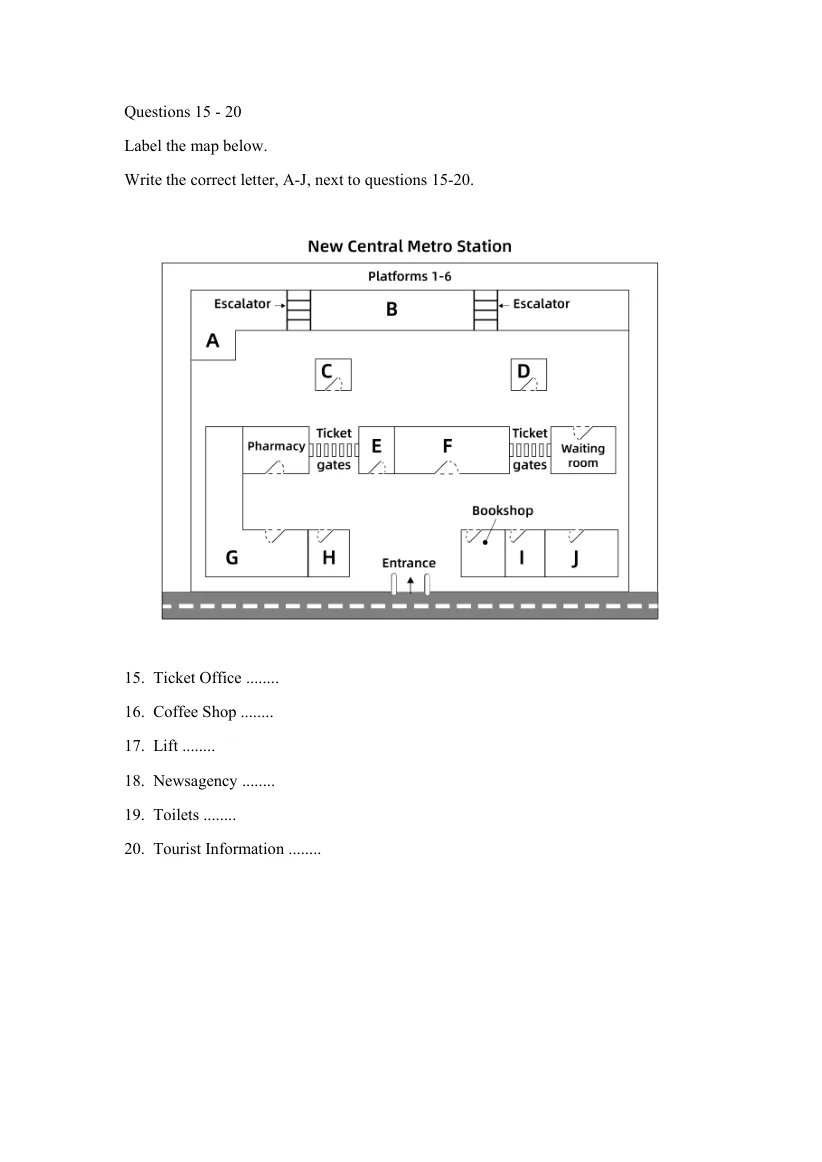 Questions 15 - 20
Label the map below.
Write the correct letter, A-J, next to questions 15-20.
New Central Metro Station
Platforms 1-6
Escalator
B
Escalator
A
C
D
Pharmacy
Ticket
gates
E
F
Ticket
gates
Waiting
room
Bookshop
G
H
Entrance
I
J
15. Ticket Office ........
16. Coffee Shop ........
17. Lift ........
18. Newsagency ........
19. Toilets ........
20. Tourist Information ........